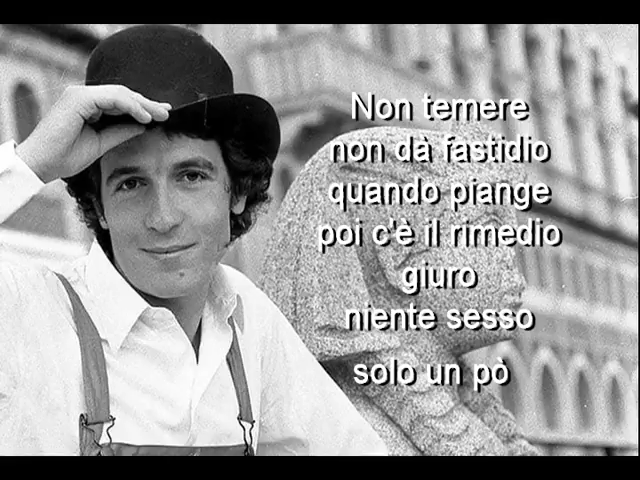 Non temere
non dà fastidio
quando piange
poi c'è il rimedio
giuro
niente sesso
solo un pò